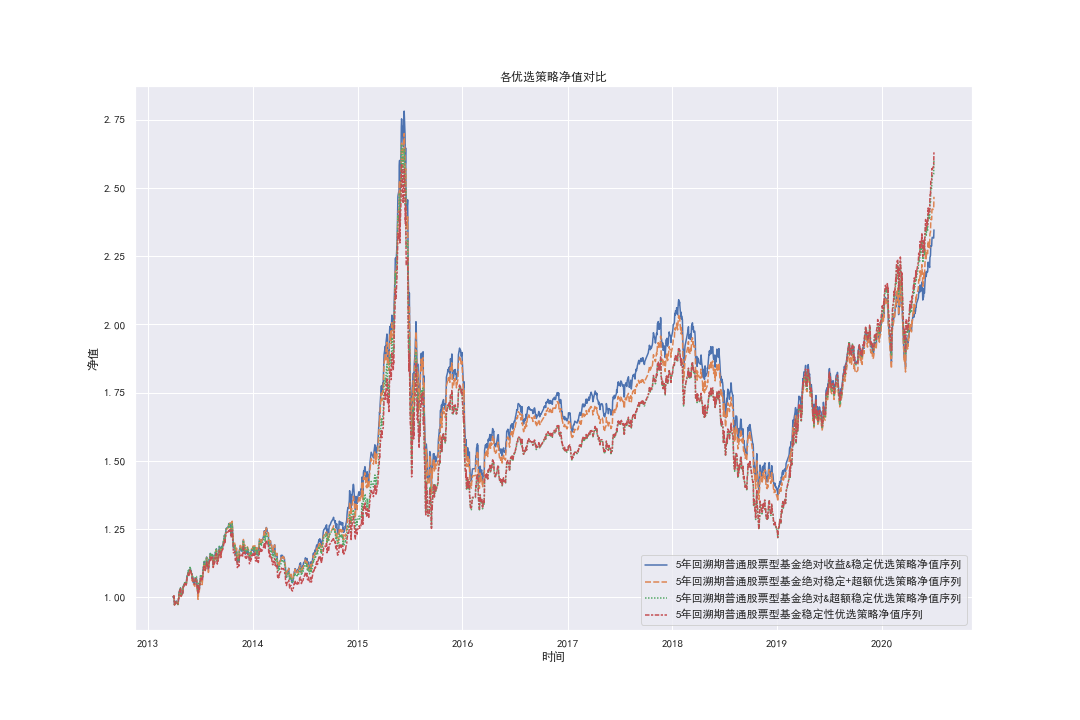 各优选策略净值对比
净值
2.75
2.50
2.25
2.00
1.75
1.50
1.25
1.00
5年回溯期普通股票型基金绝对收益&稳定优选策略净值序列
5年回溯期普通股票型基金绝对稳定+超额优选策略净值序列
5年回溯期普通股票型基金绝对&超额稳定优选策略净值序列
5年回溯期普通股票型基金稳定性优选策略净值序列
2013 2014 2015 2016 2017 2018 2019 2020
时间